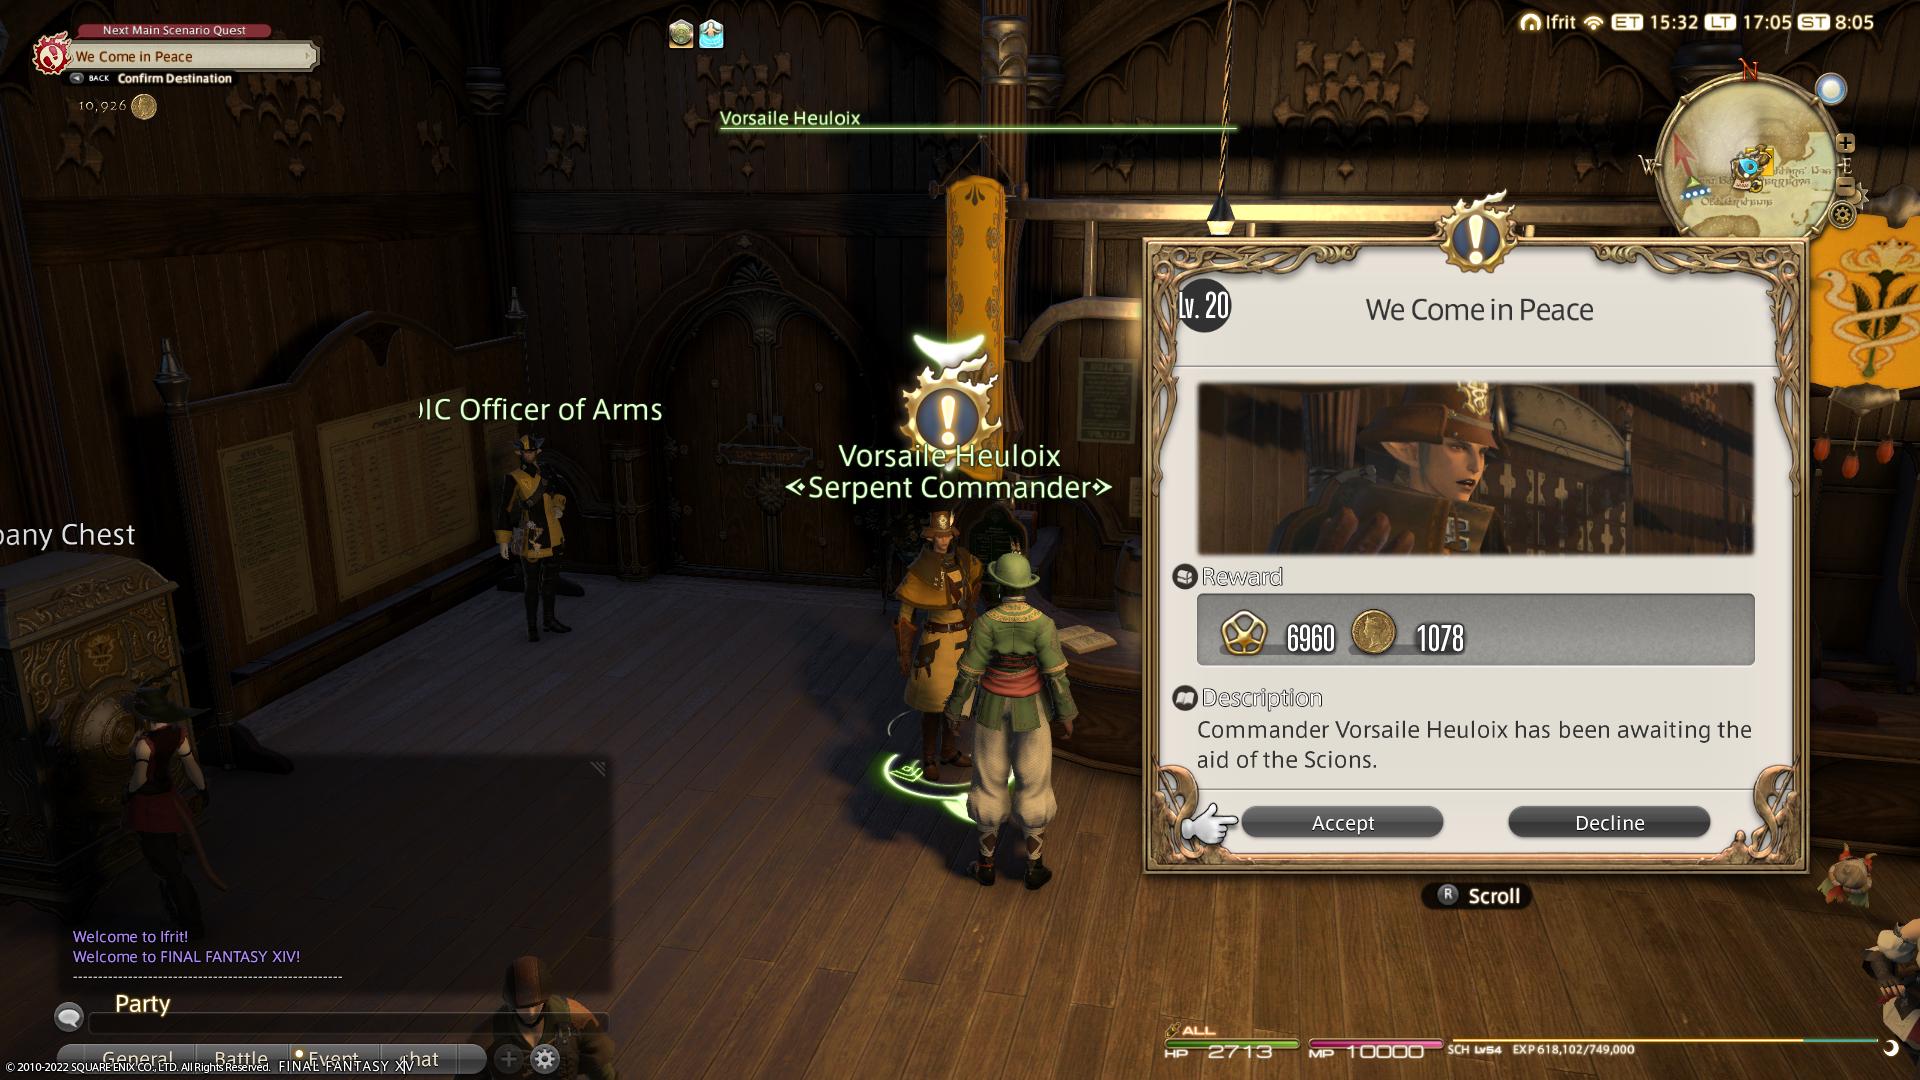 Next Main Scenario Quest
We Come in Peace
BACK Confirm Destination
10,926
Ifrit ET 15:32 LT 17:05 ST 8:05
N
W
E
Vorsaile Heuloix
IC Officer of Arms
Vorsaile Heuloix
Serpent Commander
pany Chest
Lv. 20
We Come in Peace
Reward
6960 1078
Description
Commander Vorsaile Heuloix has been awaiting the
aid of the Scions.
Accept Decline
R Scroll
Welcome to Ifrit!
Welcome to FINAL FANTASY XIV!
Party
General Battle Event Chat
© 2010-2022 SQUARE ENIX CO., LTD. All Rights Reserved. FINAL FANTASY XIV
ALL
HP 2713 MP 10000 SCH Lv54 EXP 618,102/749,000